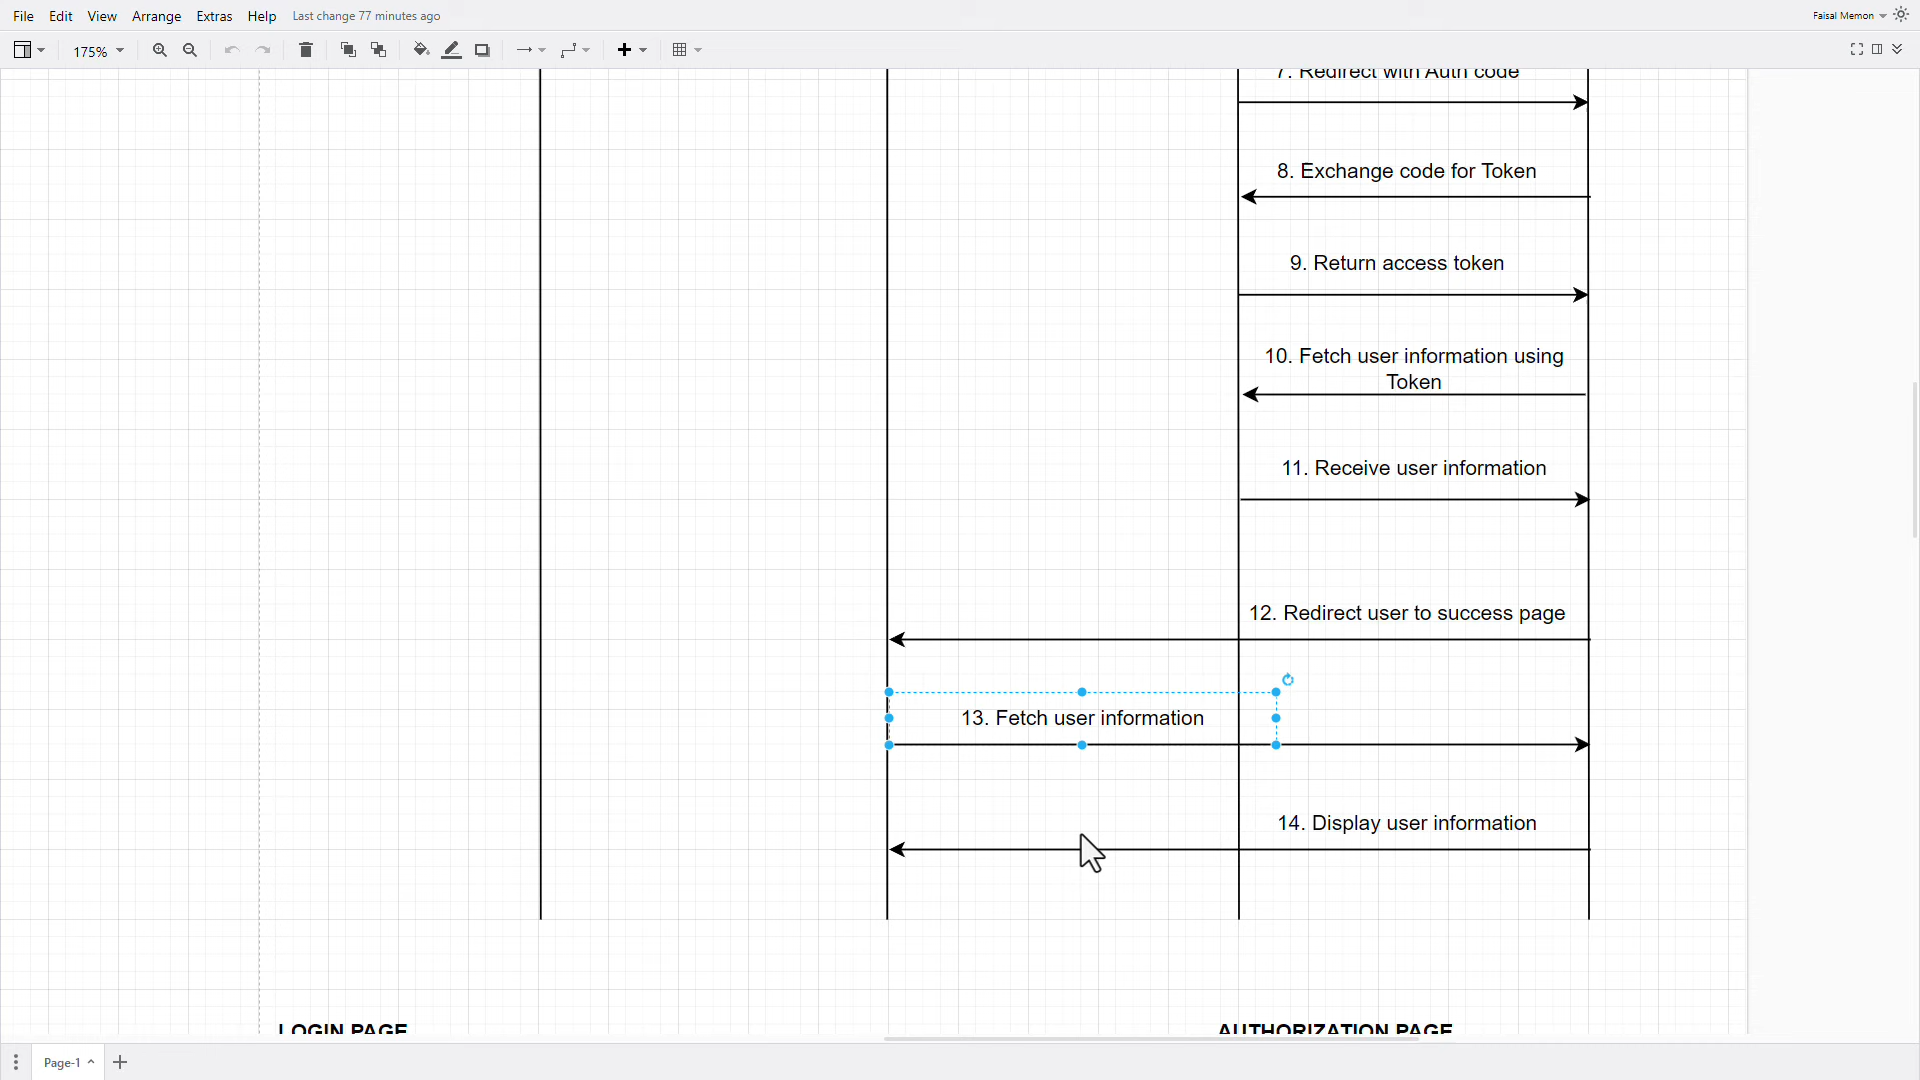 File Edit View Arrange Extras Help Last change 77 minutes ago
Faisal Memon
175%
7. Redirect with Auth code
8. Exchange code for Token
9. Return access token
10. Fetch user information using
Token
11. Receive user information
12. Redirect user to success page
13. Fetch user information
14. Display user information
LOGIN PAGE
AUTHORIZATION PAGE
Page-1